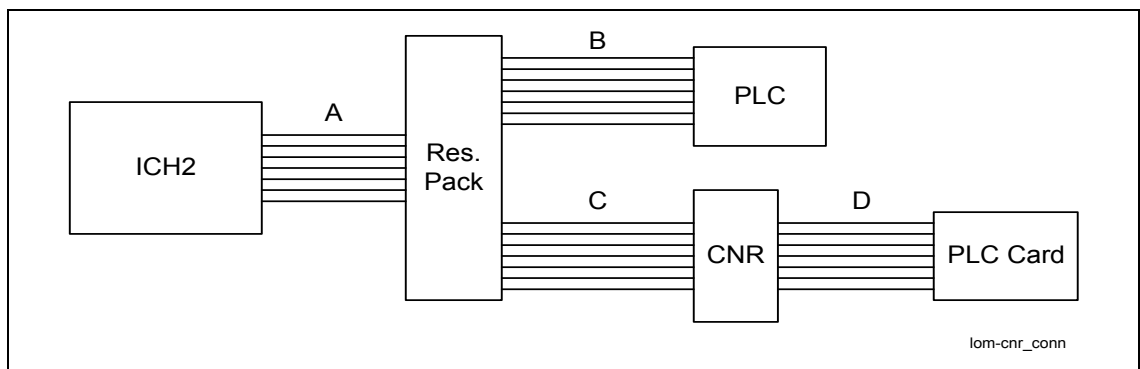 B
PLC
A
ICH2
Res.
Pack
C
D
CNR
PLC Card
lom-cnr_conn